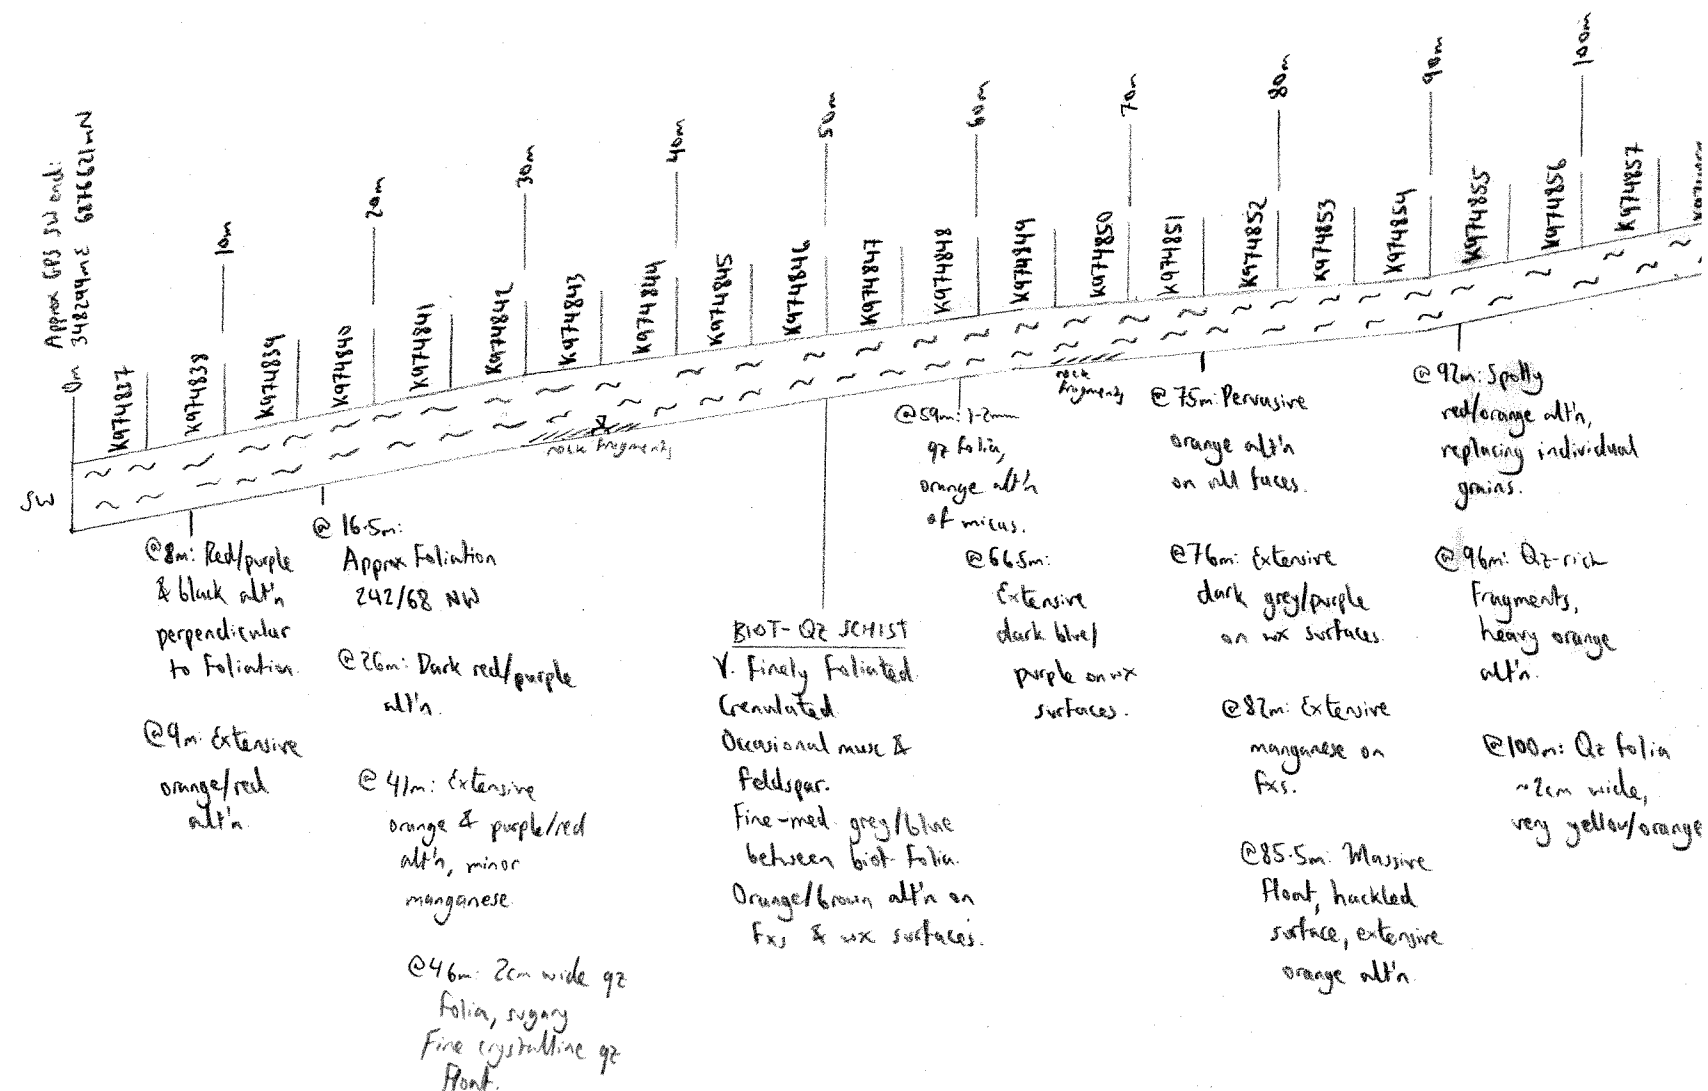 Approx GPS SW end:
348294mE 6876621mN
0m
10m
20m
30m
40m
50m
60m
70m
80m
90m
100m
K974837
K974838
K974839
K974840
K974841
K974842
K974843
K974844
K974845
K974846
K974847
K974848
K974849
K974850
K974851
K974852
K974853
K974854
K974855
K974856
K974857
SW
rock fragments
rock
fragments
@8m: Red/purple
& black alt'n
perpendicular
to foliation.
@9m: Extensive
orange/red
alt'n.
@ 16.5m:
Approx Foliation
242/68 NW
@26m: Dark red/purple
alt'n.
@ 41m: Extensive
orange & purple/red
alt'n, minor
manganese
@46m: 2cm wide qz
folia, sugary
Fine crystalline qz
float.
BIOT-QZ SCHIST
V. Finely Foliated.
Crenulated.
Occasional musc &
feldspar.
Fine-med grey/blue
between biot folia.
Orange/brown alt'n on
fxs & wx surfaces.
@59m: 1-2mm
qz folia,
orange alt'n
of micas.
@66.5m:
Extensive
dark blue/
purple on wx
surfaces.
@ 75m: Pervasive
orange alt'n
on all faces.
@76m: Extensive
dark grey/purple
on wx surfaces.
@82m: Extensive
manganese on
fxs.
@85.5m: Massive
float, hackled
surface, extensive
orange alt'n.
@ 92m: Spotty
red/orange alt'n,
replacing individual
grains.
@96m: Qz-rich
fragments,
heavy orange
alt'n.
@100m: Qz folia
~2cm wide,
very yellow/orange